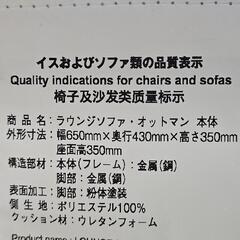 イスおよびソファ類の品質表示
Quality indications for chairs and sofas
椅子及沙发类质量标示
商品名：ラウンジソファ・オットマン 本体
外形寸法：幅650mm×奥行430mm×高さ350mm
座面高350mm
構造部材：本体(フレーム)：金属(鋼)
脚部：金属(鋼)
表面加工：脚部：粉体塗装
張り生地：ポリエステル100%
クッション材：ウレタンフォーム
Product name